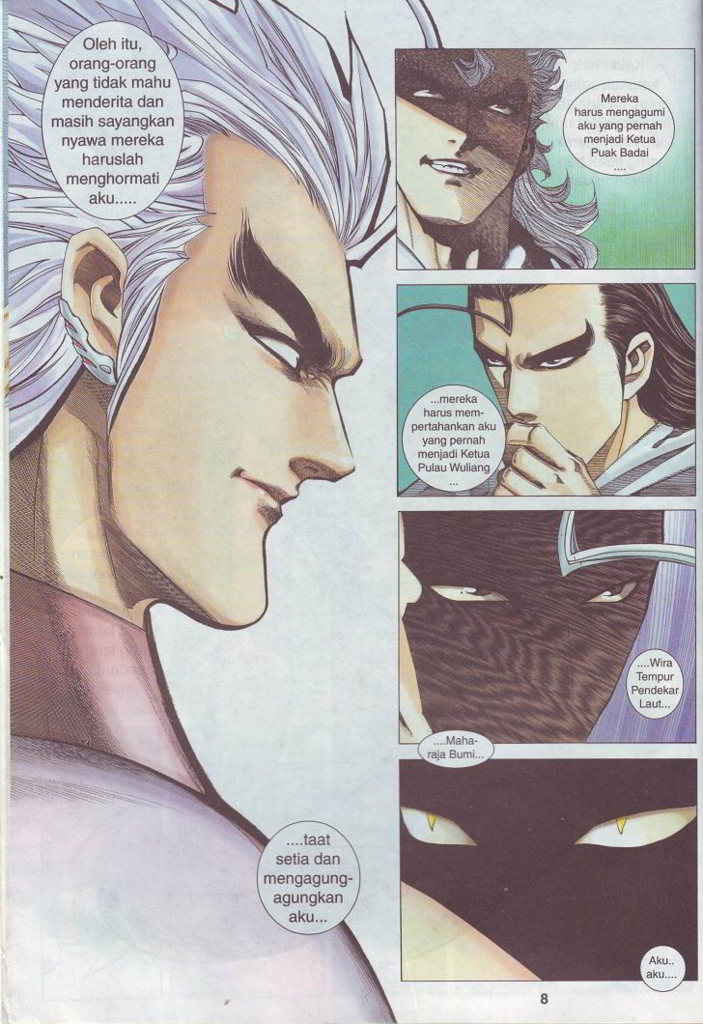 Oleh itu,
orang-orang
yang tidak mahu
menderita dan
masih sayangkan
nyawa mereka
haruslah
menghormati
aku.....
Mereka
harus mengagumi
aku yang pernah
menjadi Ketua
Puak Badai
....
...mereka
harus mem-
pertahankan aku
yang pernah
menjadi Ketua
Pulau Wuliang
...
....Wira
Tempur
Pendekar
Laut...
....Maha-
raja Bumi...
....taat
setia dan
mengagung-
agungkan
aku...
Aku..
aku....
8